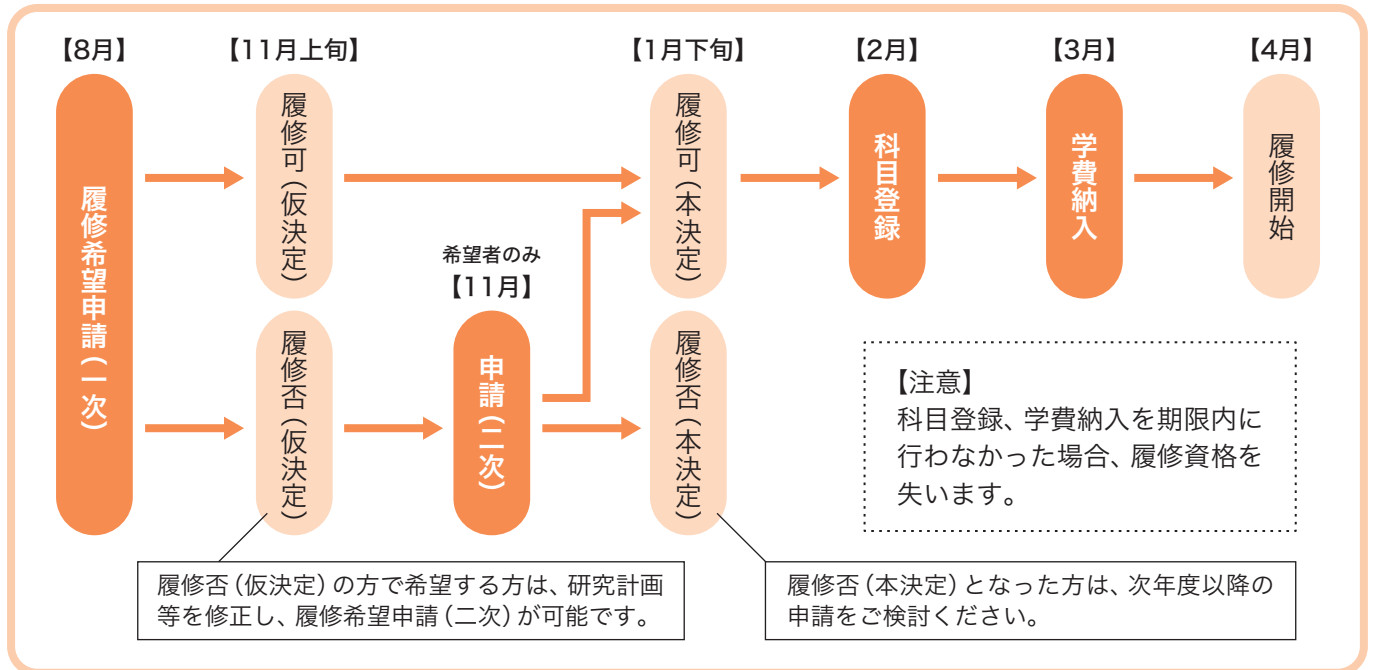 【8月】
履修希望申請(一次)
【11月上旬】
履修可(仮決定)
履修否(仮決定)
希望者のみ
【11月】
申請(二次)
【1月下旬】
履修可(本決定)
履修否(本決定)
【2月】
科目登録
【3月】
学費納入
【4月】
履修開始
【注意】
科目登録、学費納入を期限内に
行わなかった場合、履修資格を
失います。
履修否(仮決定)の方で希望する方は、研究計画
等を修正し、履修希望申請(二次)が可能です。
履修否(本決定)となった方は、次年度以降の
申請をご検討ください。